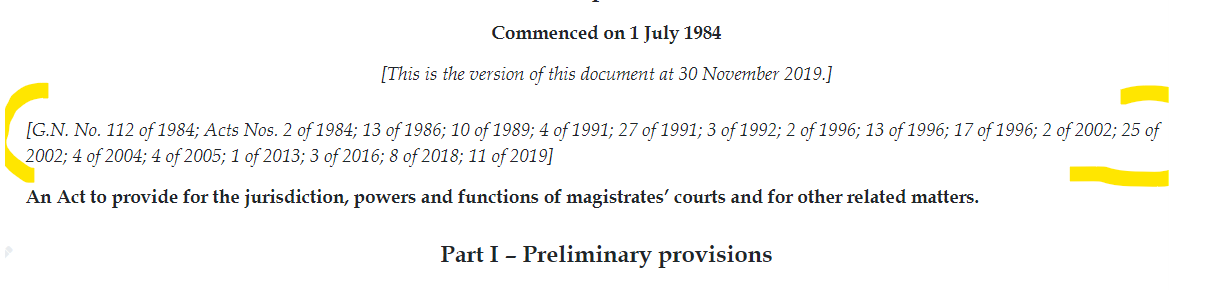 Commenced on 1 July 1984
[This is the version of this document at 30 November 2019.]
[G.N. No. 112 of 1984; Acts Nos. 2 of 1984; 13 of 1986; 10 of 1989; 4 of 1991; 27 of 1991; 3 of 1992; 2 of 1996; 13 of 1996; 17 of 1996; 2 of 2002; 25 of
2002; 4 of 2004; 4 of 2005; 1 of 2013; 3 of 2016; 8 of 2018; 11 of 2019]
An Act to provide for the jurisdiction, powers and functions of magistrates’ courts and for other related matters.
Part I – Preliminary provisions